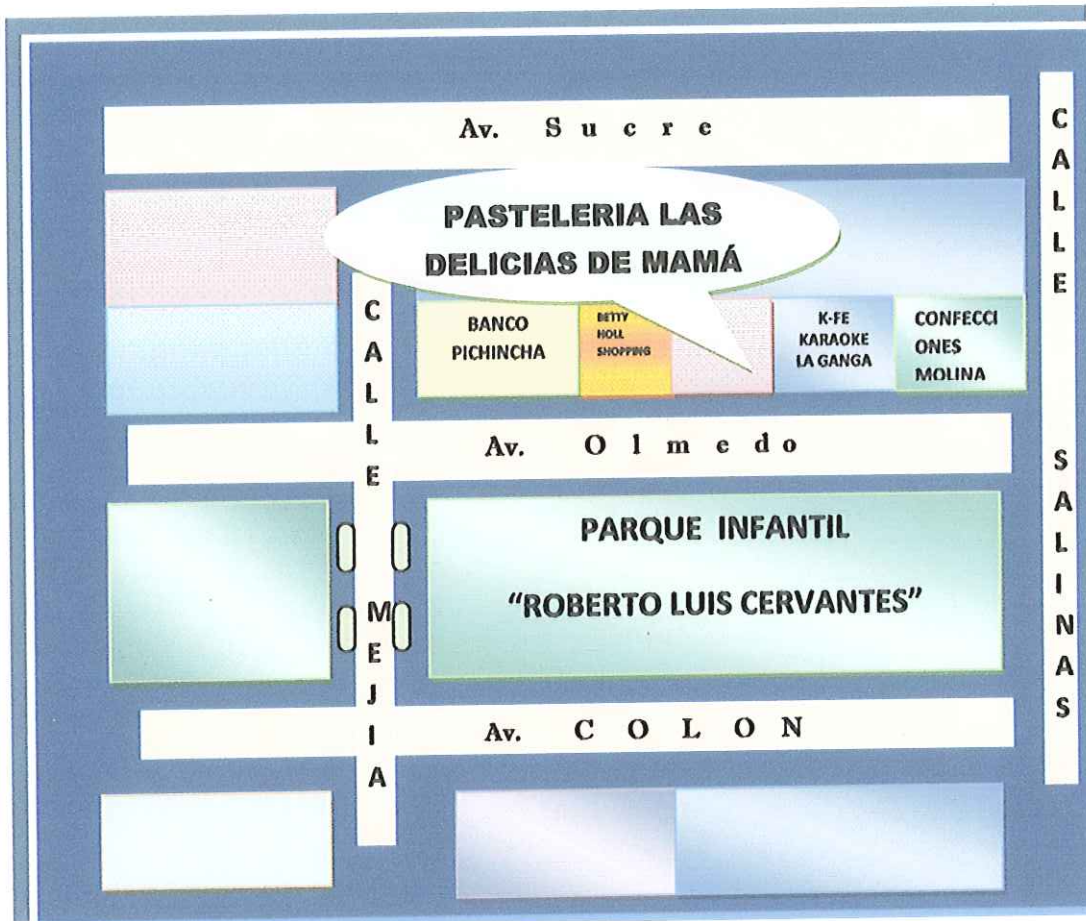 Av. Sucre
PASTELERIA LAS
DELICIAS DE MAMÁ
BANCO
PICHINCHA
BETTY
HOLL
SHOPPING
K-FE
KARAOKE
LA GANGA
CONFECCI
ONES
MOLINA
CALLE MEJIA
CALLE SALINAS
Av. Olmedo
PARQUE INFANTIL
“ROBERTO LUIS CERVANTES”
Av. COLON